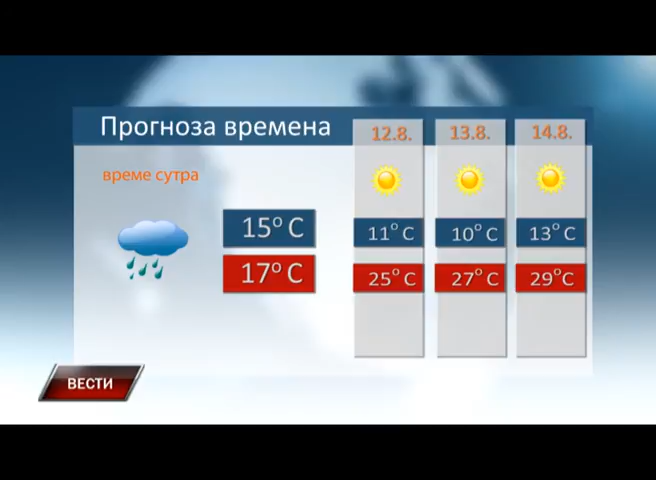 Прогноза времена
време сутра
15° C
17° C
12.8.
13.8.
14.8.
11° C
10° C
13° C
25° C
27° C
29°C
ВЕСТИ